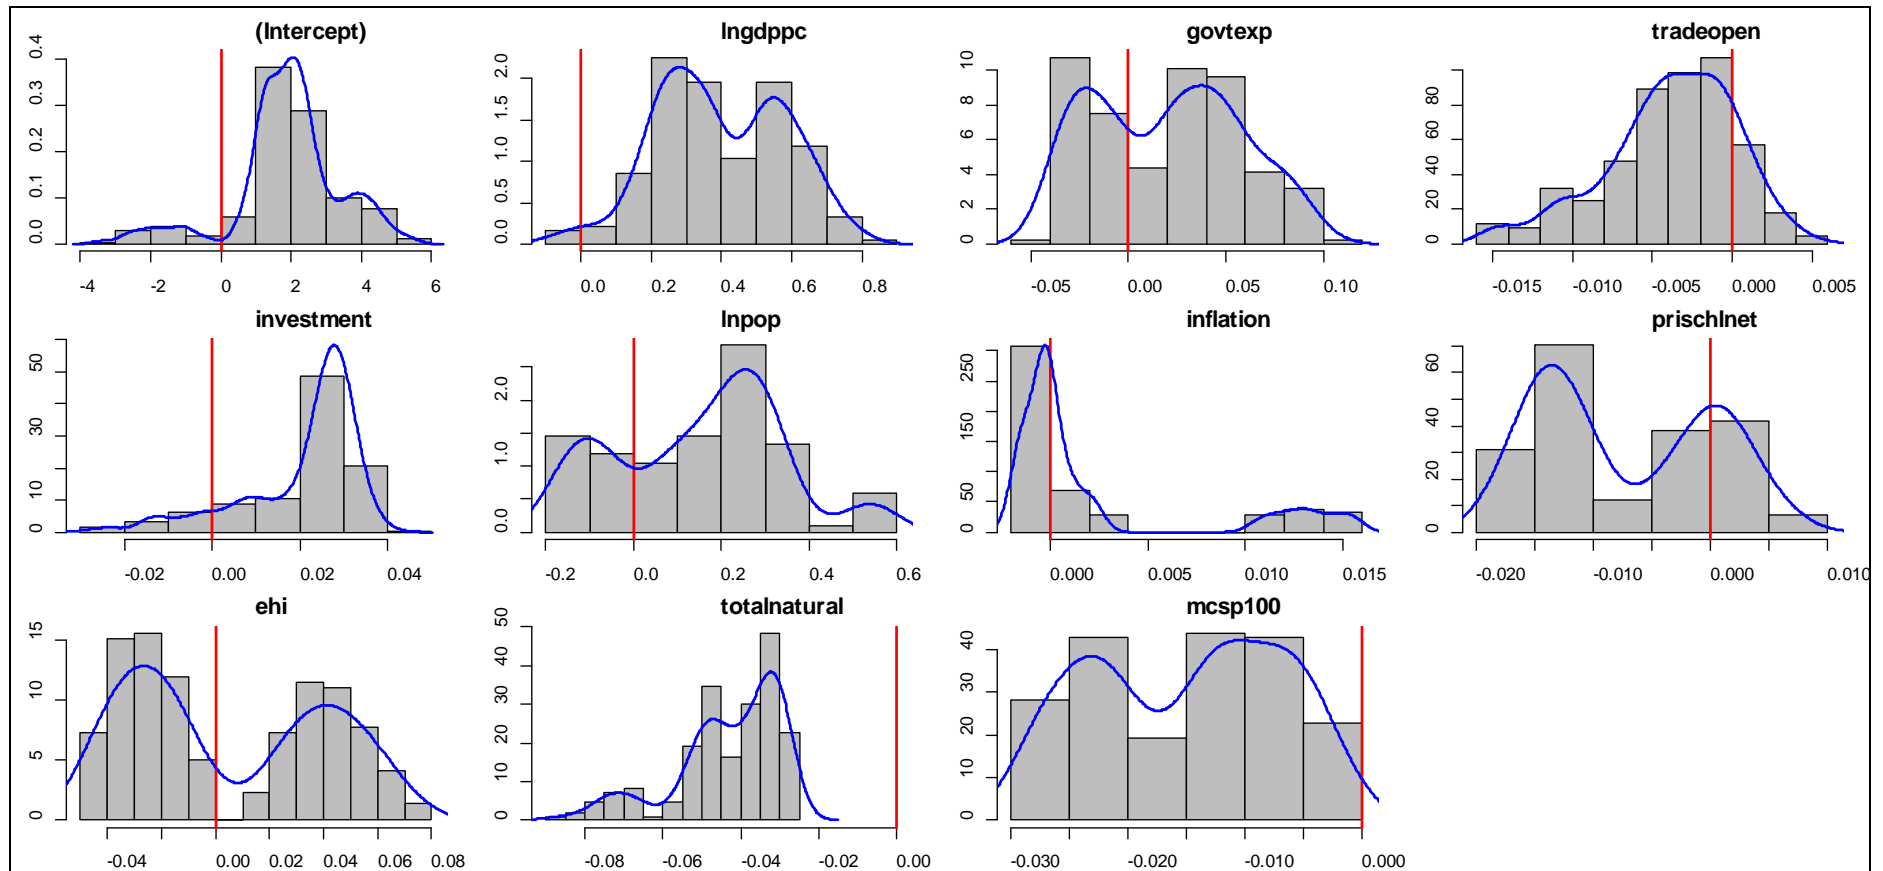 (Intercept) lngdppc govtexp tradeopen
0.0 0.1 0.2 0.3 0.4
-4 -2 0 2 4 6
0.0 0.5 1.0 1.5 2.0
0.0 0.2 0.4 0.6 0.8
0 2 4 6 8 10
-0.05 0.00 0.05 0.10
0 20 40 60 80
-0.015 -0.010 -0.005 0.000 0.005
investment lnpop inflation prischlnet
0 10 30 50
-0.02 0.00 0.02 0.04
0.0 1.0 2.0
-0.2 0.0 0.2 0.4 0.6
0 50 150 250
0.000 0.005 0.010 0.015
0 20 40 60
-0.020 -0.010 0.000 0.010
ehi totalnatural mcsp100
0 5 10 15
-0.04 0.00 0.02 0.04 0.06 0.08
0 10 20 30 40 50
-0.08 -0.06 -0.04 -0.02 0.00
0 10 20 30 40
-0.030 -0.020 -0.010 0.000